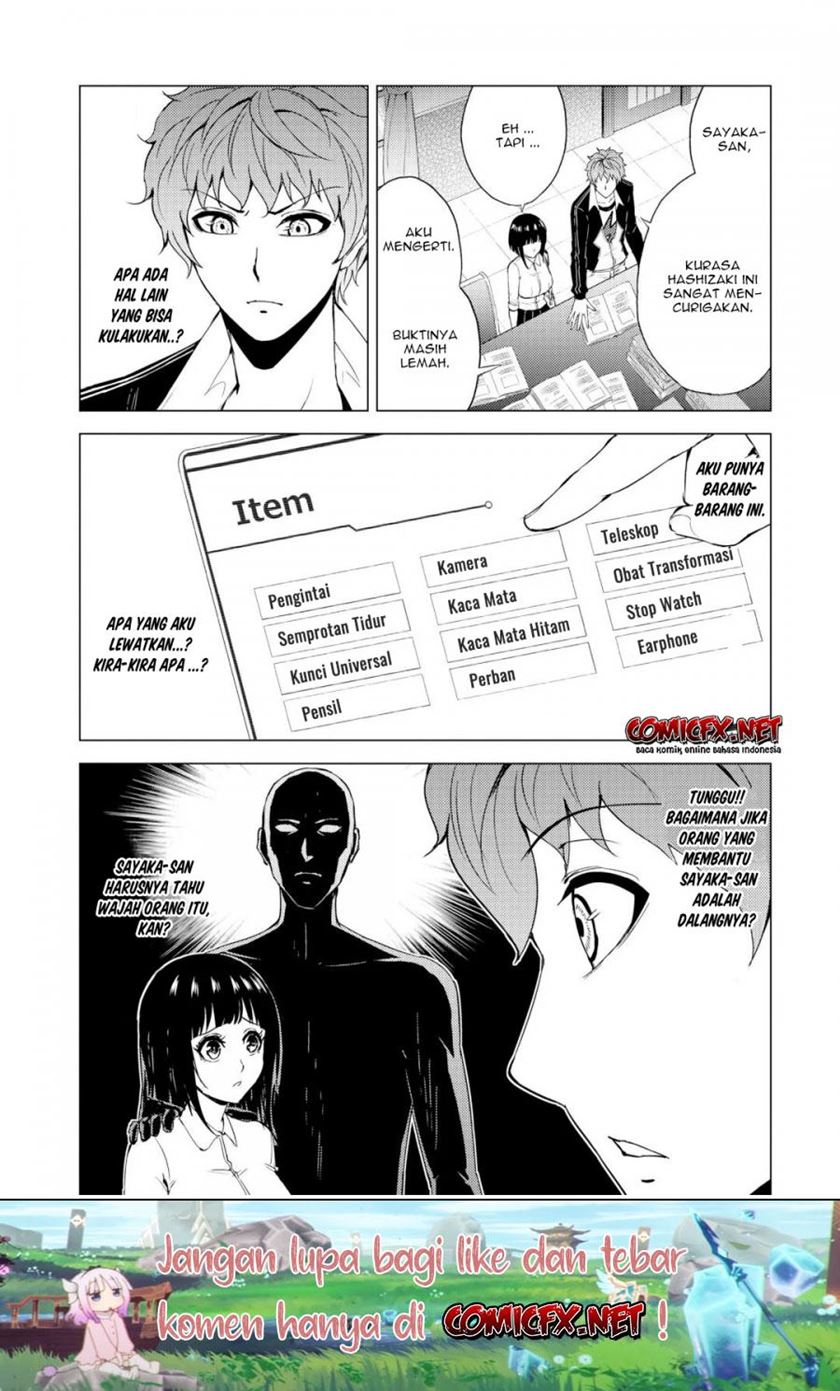 SAYAKA-
SAN,
KURASA
HASHIZAKI INI
SANGAT MEN-
CURIGAKAN.
EH ...
TAPI ...
AKU
MENGERTI.
BUKTINYA
MASIH
LEMAH.
APA ADA
HAL LAIN
YANG BISA
KULAKUKAN..?
AKU PUNYA
BARANG-
BARANG INI.
Item
Pengintai
Semprotan Tidur
Kunci Universal
Pensil
Kamera
Kaca Mata
Kaca Mata Hitam
Perban
Teleskop
Obat Transformasi
Stop Watch
Earphone
APA YANG AKU
LEWATKAN...?
KIRA-KIRA APA ...?
COMICFX.NET
Baca Komik Online Bahasa Indonesia
TUNGGU!!
BAGAIMANA JIKA
ORANG YANG
MEMBANTU
SAYAKA-SAN
ADALAH
DALANGNYA?
SAYAKA-SAN
HARUSNYA TAHU
WAJAH ORANG ITU,
KAN?
Jangan lupa bagi like dan tebar
komen hanya di COMICFX.NET !